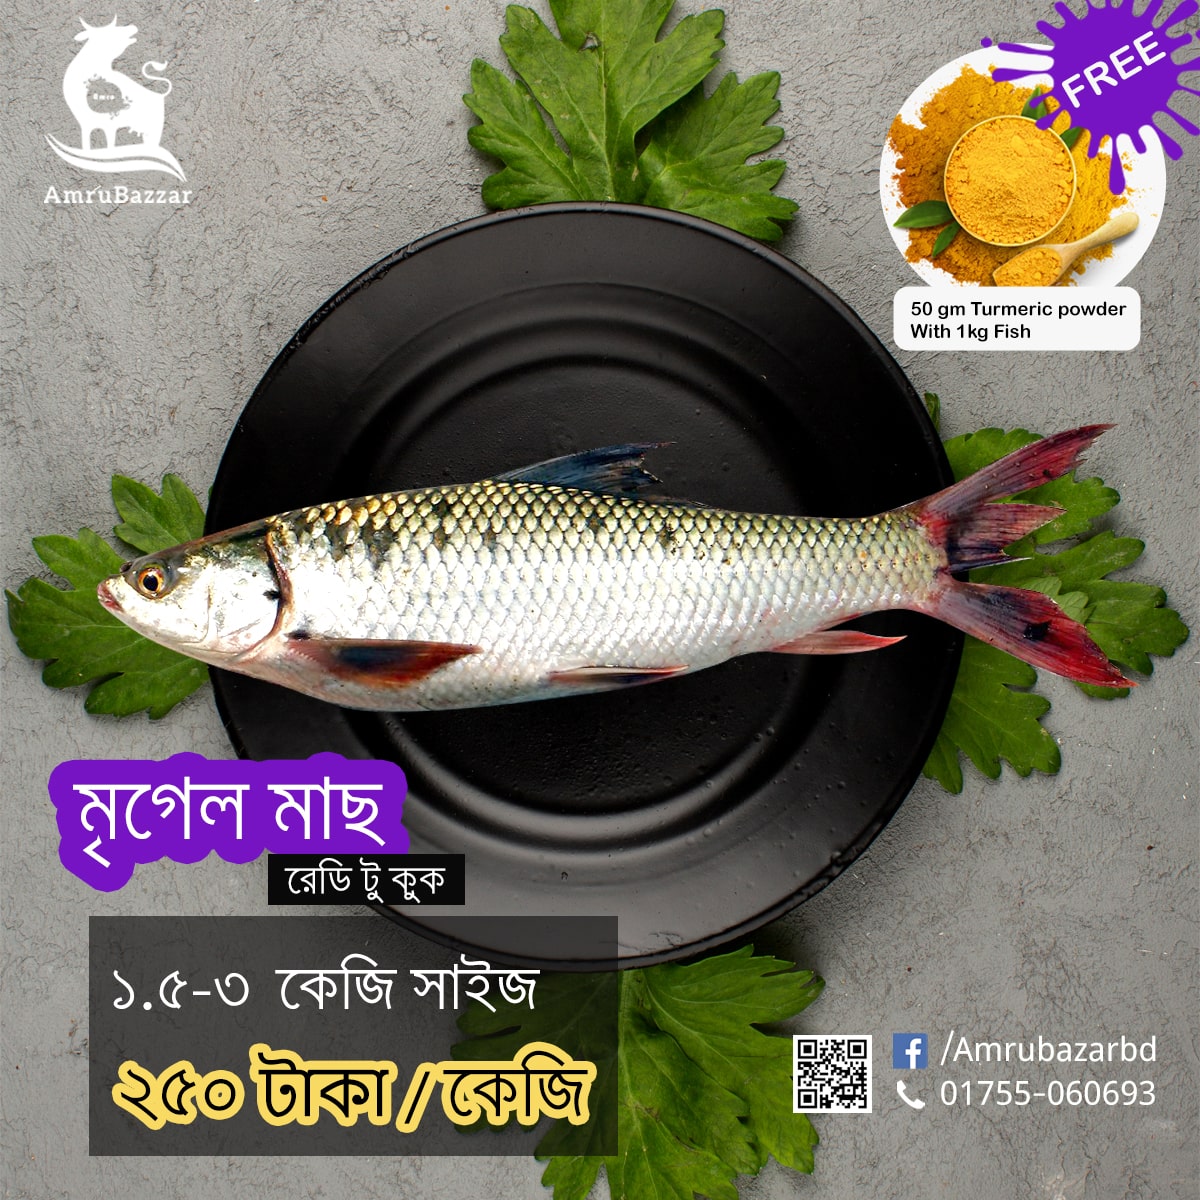 AmruBazzar
FREE
50 gm Turmeric powder
With 1kg Fish
মৃগেল মাছ
রেডি টু কুক
১.৫-৩ কেজি সাইজ
২৫০ টাকা / কেজি
/Amrubazarbd
01755-060693